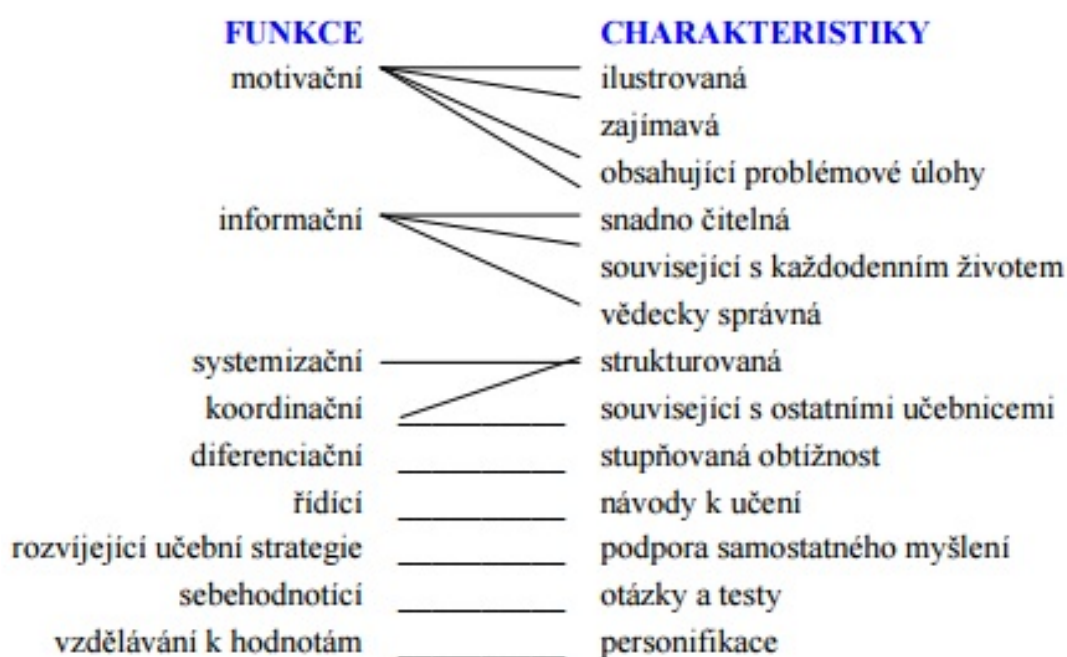 FUNKCE CHARAKTERISTIKY
motivační ilustrovaná
zajímavá
obsahující problémové úlohy
informační snadno čitelná
související s každodenním životem
vědecky správná
systemizační strukturovaná
koordinační související s ostatními učebnicemi
diferenciační stupňovaná obtížnost
řídící návody k učení
rozvíjející učební strategie podpora samostatného myšlení
sebehodnotící otázky a testy
vzdělávání k hodnotám personifikace